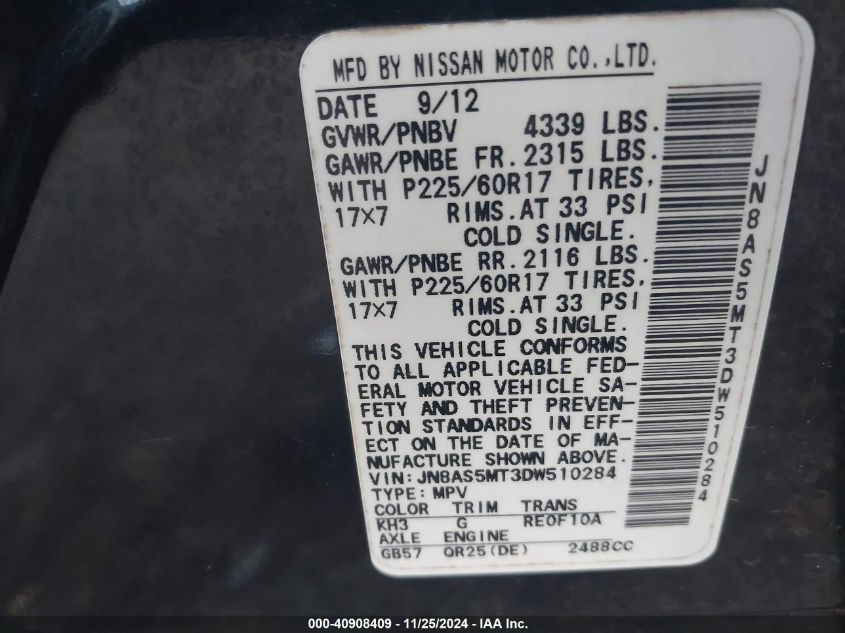 MFD BY NISSAN MOTOR CO.,LTD.
DATE 9/12
GVWR/PNBV 4339 LBS.
GAWR/PNBE FR. 2315 LBS.
WITH P225/60R17 TIRES,
17×7 RIMS. AT 33 PSI
COLD SINGLE.
GAWR/PNBE RR. 2116 LBS.
WITH P225/60R17 TIRES,
17×7 RIMS. AT 33 PSI
COLD SINGLE.
THIS VEHICLE CONFORMS
TO ALL APPLICABLE FED-
ERAL MOTOR VEHICLE SA-
FETY AND THEFT PREVEN-
TION STANDARDS IN EFF-
ECT ON THE DATE OF MA-
NUFACTURE SHOWN ABOVE.
VIN: JN8AS5MT3DW510284
TYPE: MPV
COLOR TRIM TRANS
KH3 G RE0F10A
AXLE ENGINE
GB57 QR25(DE) 2488CC
JN8AS5MT3DW510284
000-40908409 - 11/25/2024 - IAA Inc.